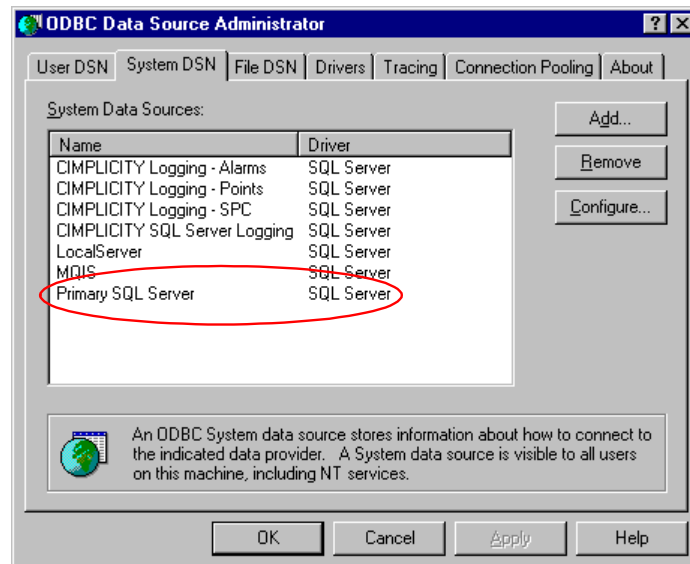 ODBC Data Source Administrator
User DSN System DSN File DSN Drivers Tracing Connection Pooling About
System Data Sources:
Name Driver
CIMPLICITY Logging - Alarms SQL Server
CIMPLICITY Logging - Points SQL Server
CIMPLICITY Logging - SPC SQL Server
CIMPLICITY SQL Server Logging SQL Server
LocalServer SQL Server
MQIS SQL Server
Primary SQL Server SQL Server
Add...
Remove
Configure...
An ODBC System data source stores information about how to connect to
the indicated data provider. A System data source is visible to all users
on this machine, including NT services.
OK Cancel Apply Help